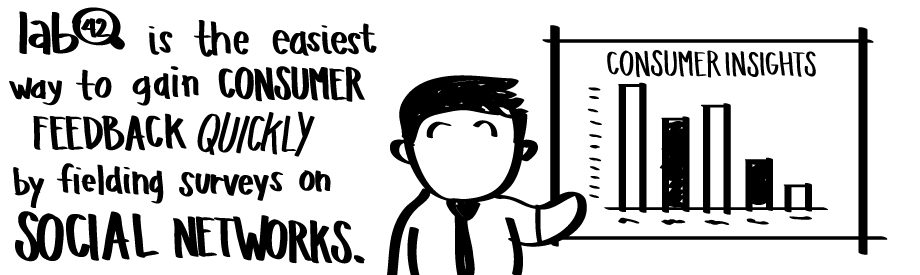 lab42 is the easiest
way to gain CONSUMER
FEEDBACK QUICKLY
by fielding surveys on
SOCIAL NETWORKS.
CONSUMER INSIGHTS